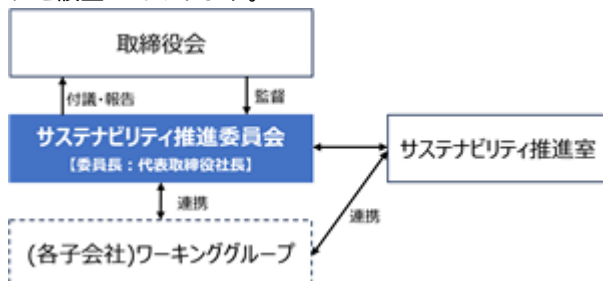 取締役会
付議・報告
監督
サステナビリティ推進委員会
【委員長：代表取締役社長】
サステナビリティ推進室
連携
連携
(各子会社)ワーキンググループ